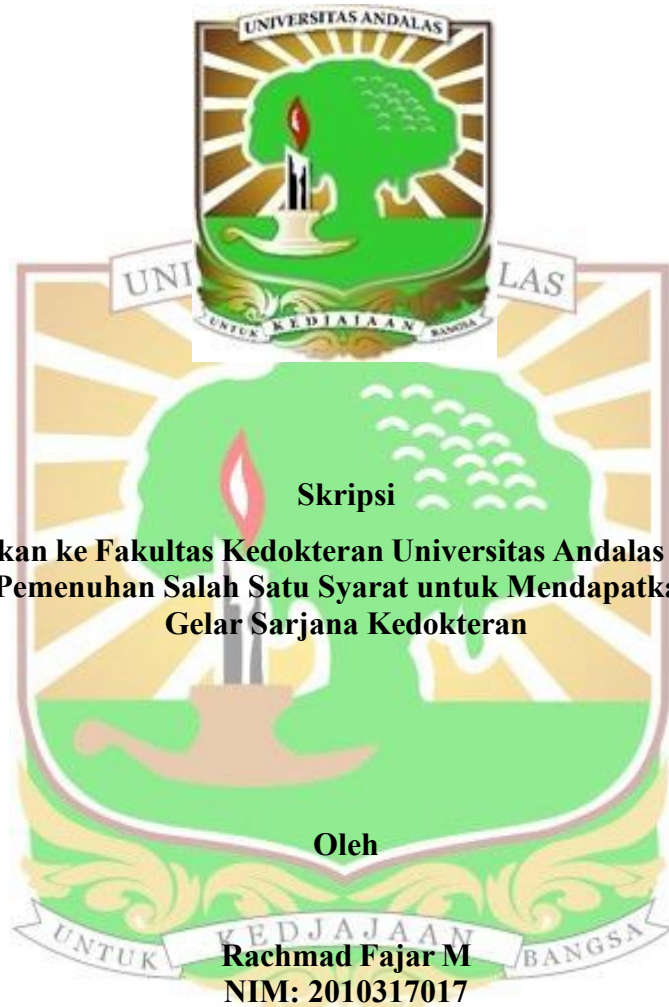 UNIVERSITAS ANDALAS
UNTUK KEDJAJAAN BANGSA
UNI LAS
Skripsi
kan ke Fakultas Kedokteran Universitas Andalas
Pemenuhan Salah Satu Syarat untuk Mendapatka
Gelar Sarjana Kedokteran
Oleh
UNTUK KEDJAJAAN BANGSA
Rachmad Fajar M
NIM: 2010317017